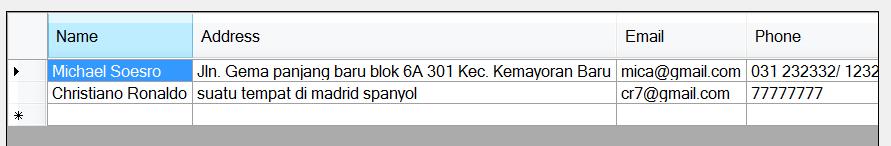 Name Address Email Phone
Michael Soesro Jln. Gema panjang baru blok 6A 301 Kec. Kemayoran Baru mica@gmail.com 031 232332/ 1232
Christiano Ronaldo suatu tempat di madrid spanyol cr7@gmail.com 77777777